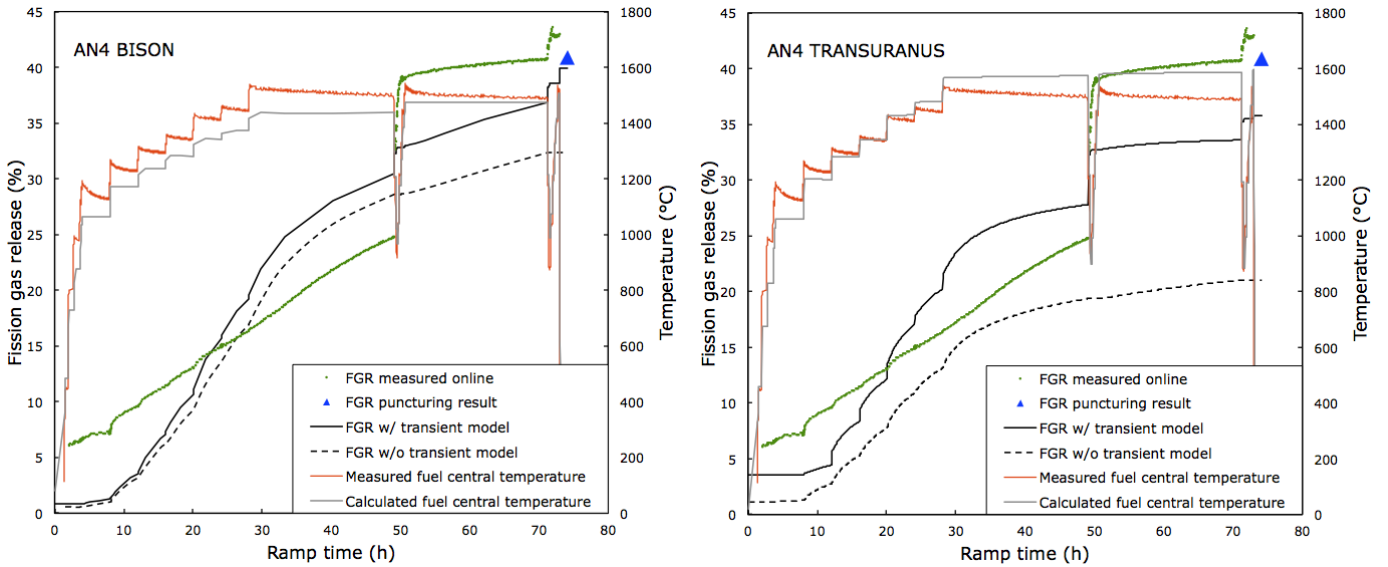 AN4 BISON
Fission gas release (%)
45
40
35
30
25
20
15
10
5
0
1800
1600
1400
1200
1000
800
600
400
200
0
Temperature (°C)
FGR measured online
FGR puncturing result
FGR w/ transient model
FGR w/o transient model
Measured fuel central temperature
Calculated fuel central temperature
0 10 20 30 40 50 60 70 80
Ramp time (h)
AN4 TRANSURANUS
Fission gas release (%)
45
40
35
30
25
20
15
10
5
0
1800
1600
1400
1200
1000
800
600
400
200
0
Temperature (°C)
FGR measured online
FGR puncturing result
FGR w/ transient model
FGR w/o transient model
Measured fuel central temperature
Calculated fuel central temperature
0 10 20 30 40 50 60 70 80
Ramp time (h)